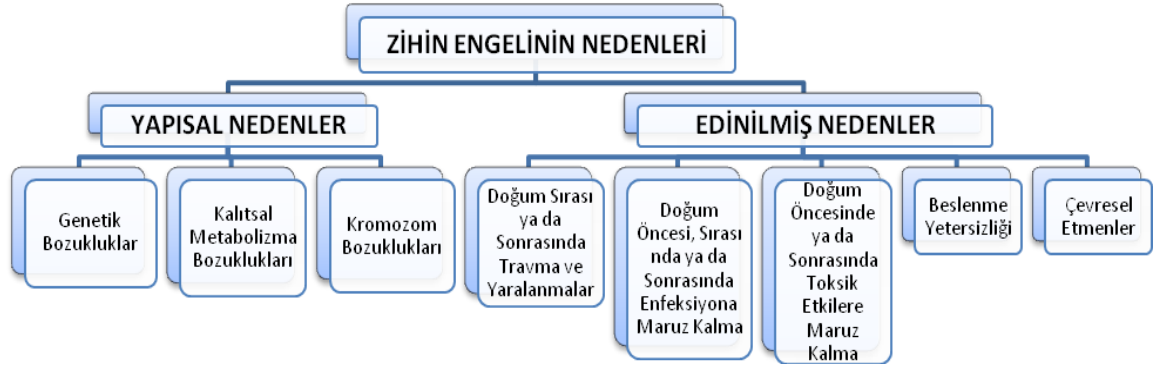 ZİHİN ENGELİNİN NEDENLERİ
YAPISAL NEDENLER
EDİNİLMİŞ NEDENLER
Genetik
Bozukluklar
Kalıtsal
Metabolizma
Bozuklukları
Kromozom
Bozuklukları
Doğum Sırası
ya da
Sonrasında
Travma ve
Yaralanmalar
Doğum
Öncesi, Sırası
nda ya da
Sonrasında
Enfeksiyona
Maruz Kalma
Doğum
Öncesinde
ya da
Sonrasında
Toksik
Etkilere
Maruz
Kalma
Beslenme
Yetersizliği
Çevresel
Etmenler